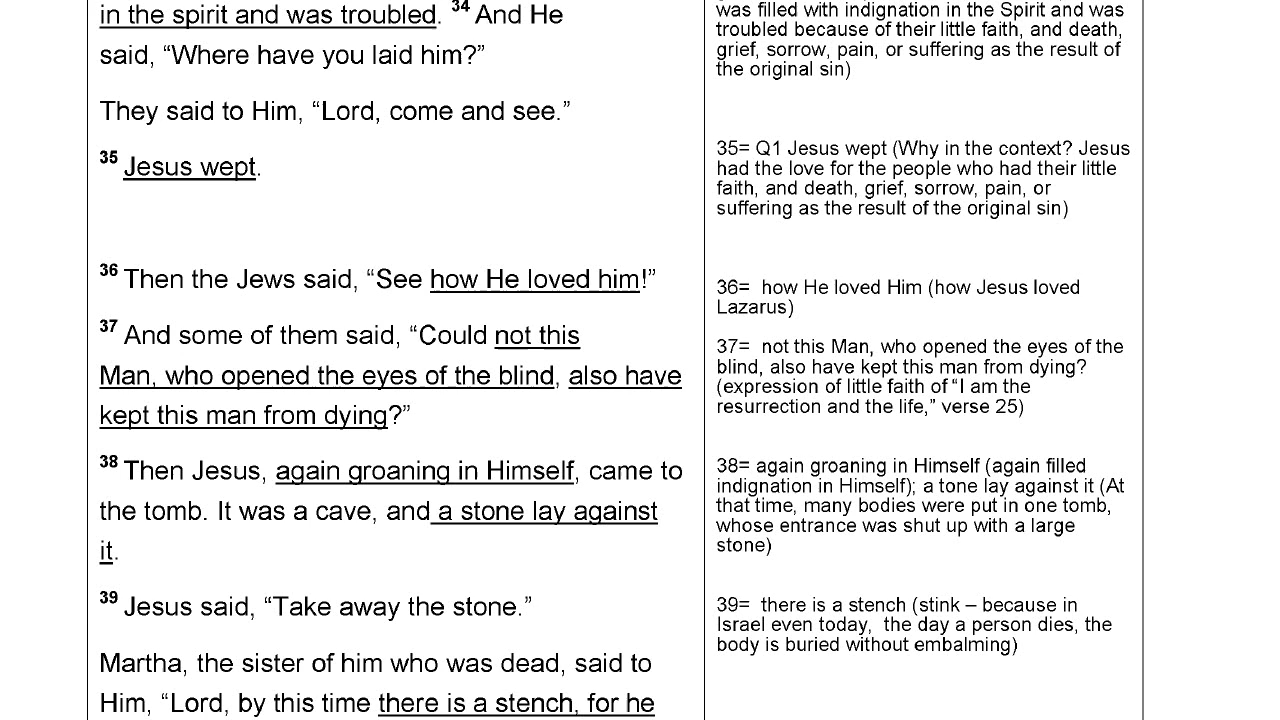 in the spirit and was troubled. 34 And He
said, “Where have you laid him?”
They said to Him, “Lord, come and see.”
35 Jesus wept.
36 Then the Jews said, “See how He loved him!”
37 And some of them said, “Could not this
Man, who opened the eyes of the blind, also have
kept this man from dying?”
38 Then Jesus, again groaning in Himself, came to
the tomb. It was a cave, and a stone lay against
it.
39 Jesus said, “Take away the stone.”
Martha, the sister of him who was dead, said to
Him, “Lord, by this time there is a stench, for he
was filled with indignation in the Spirit and was
troubled because of their little faith, and death,
grief, sorrow, pain, or suffering as the result of
the original sin)
35= Q1 Jesus wept (Why in the context? Jesus
had the love for the people who had their little
faith, and death, grief, sorrow, pain, or
suffering as the result of the original sin)
36=  how He loved Him (how Jesus loved
Lazarus)
37=  not this Man, who opened the eyes of the
blind, also have kept this man from dying?
(expression of little faith of “I am the
resurrection and the life,” verse 25)
38= again groaning in Himself (again filled
indignation in Himself); a tone lay against it (At
that time, many bodies were put in one tomb,
whose entrance was shut up with a large
stone)
39=  there is a stench (stink – because in
Israel even today,  the day a person dies, the
body is buried without embalming)